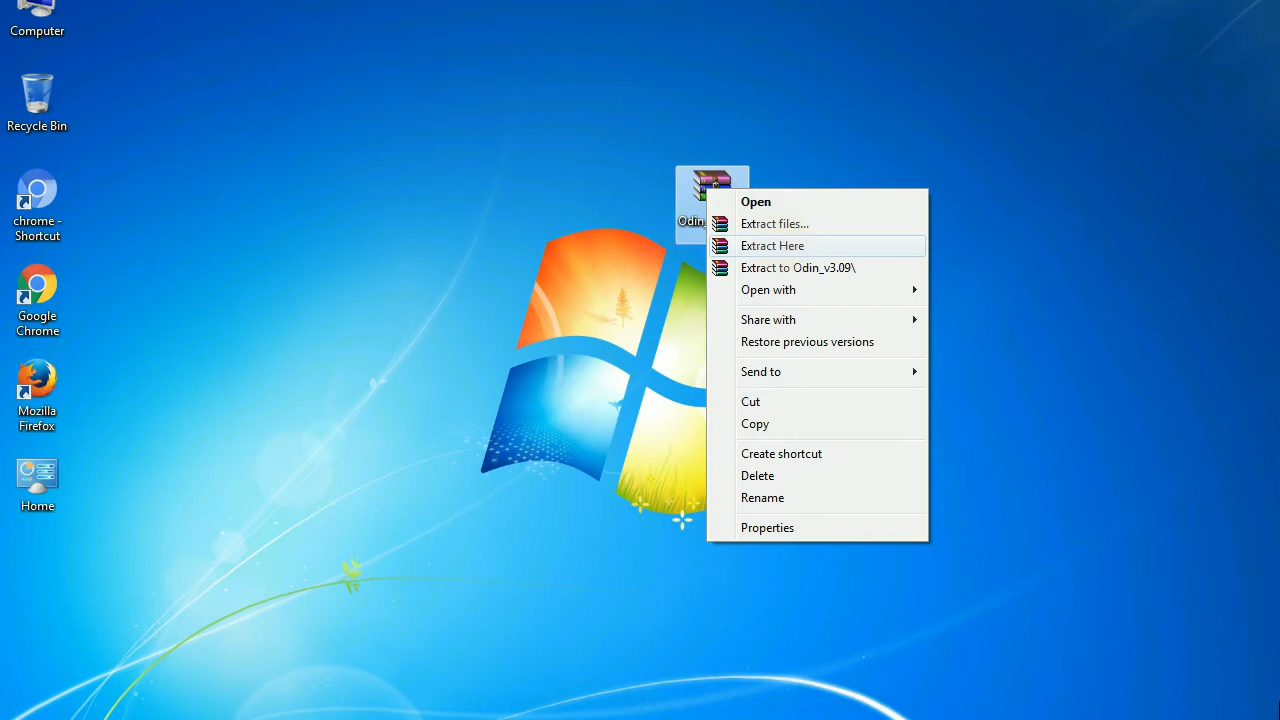 Computer
Recycle Bin
chrome -
Shortcut
Google
Chrome
Mozilla
Firefox
Home
Open
Extract files...
Extract Here
Extract to Odin_v3.09\
Open with
Share with
Restore previous versions
Send to
Cut
Copy
Create shortcut
Delete
Rename
Properties